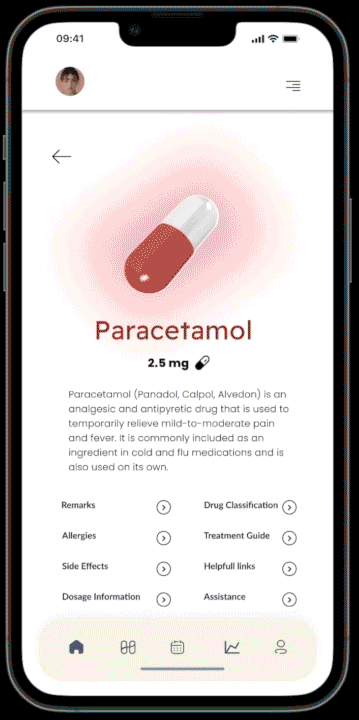 09:41
Paracetamol
2.5 mg
Paracetamol (Panadol, Calpol, Alvedon) is an
analgesic and antipyretic drug that is used to
temporarily relieve mild-to-moderate pain
and fever. It is commonly included as an
ingredient in cold and flu medications and is
also used on its own.
Remarks
Drug Classification
Allergies
Treatment Guide
Side Effects
Helpfull links
Dosage Information
Assistance